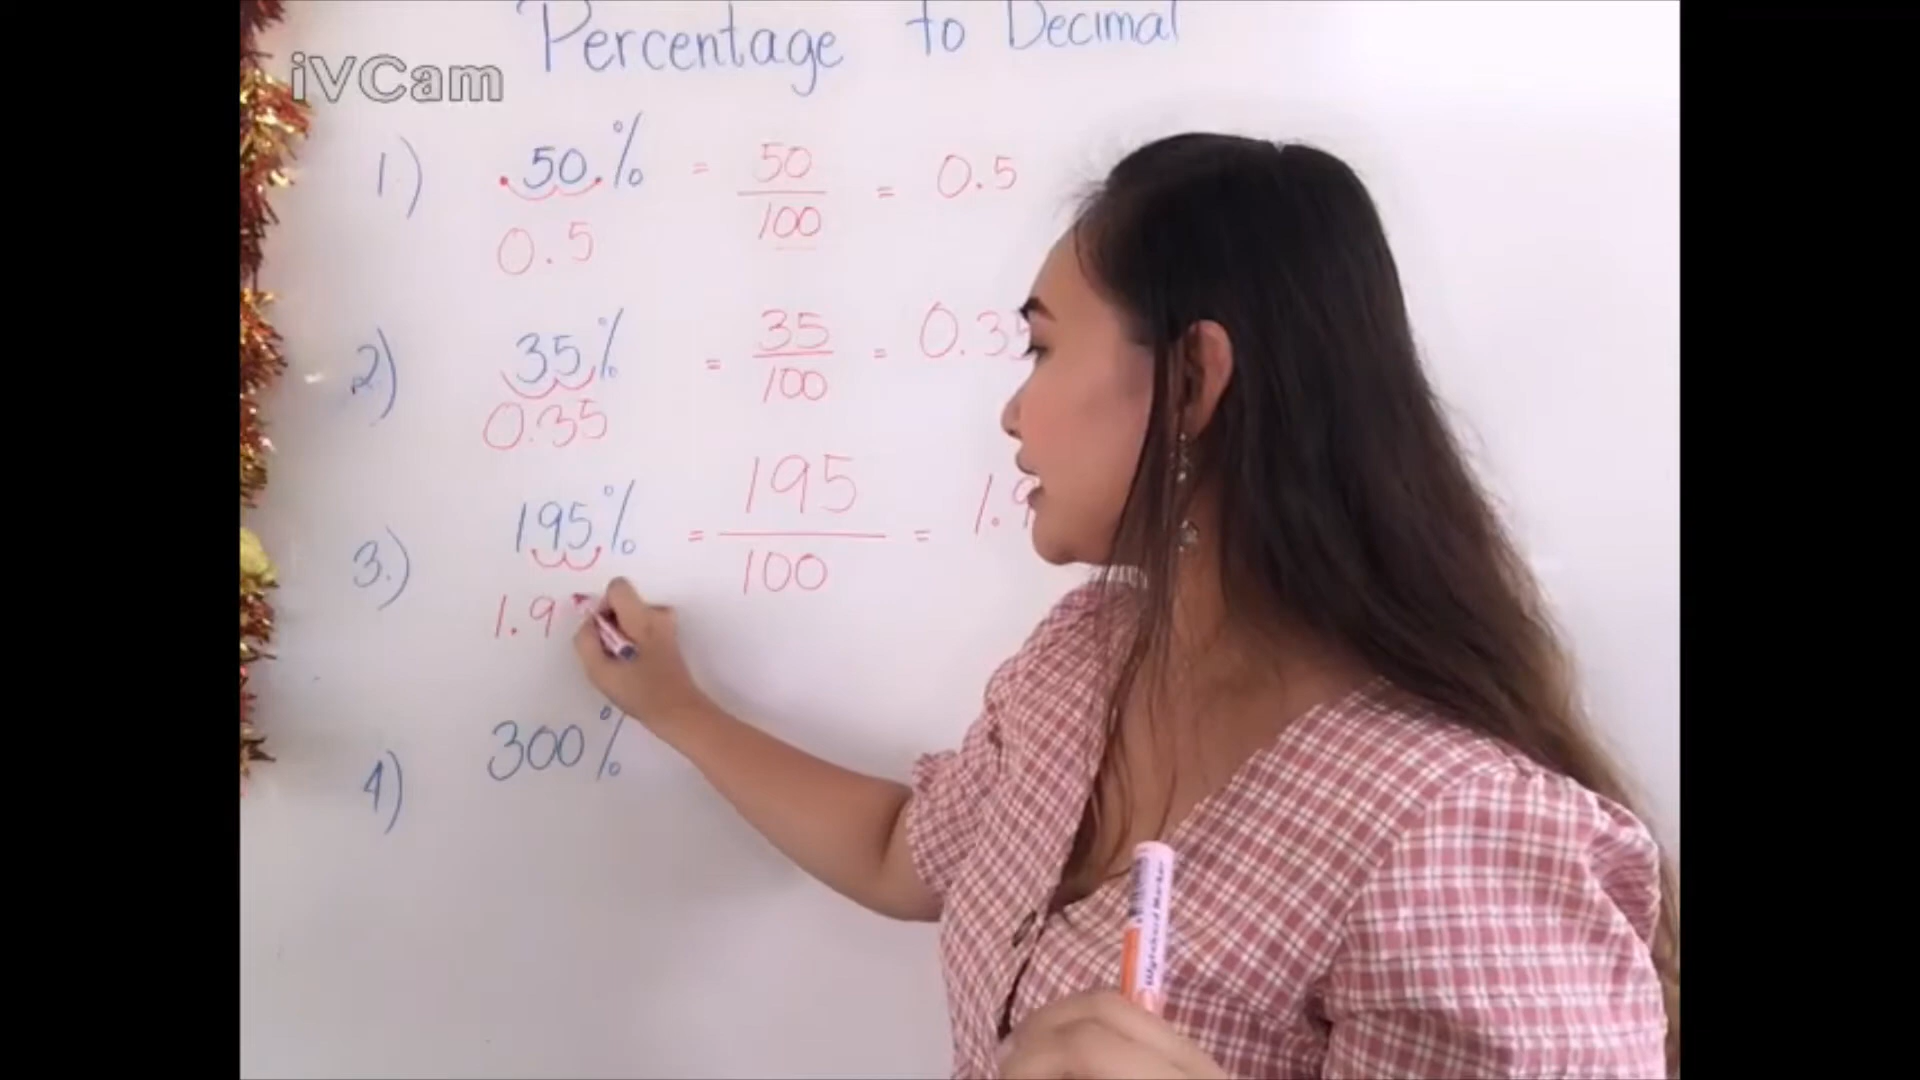 Percentage to Decimal
iVCam
1.) .50.% = 50/100 = 0.5
0.5
2.) 35% = 35/100 = 0.35
0.35
3.) 195% = 195/100 = 1.9
1.9
4) 300%